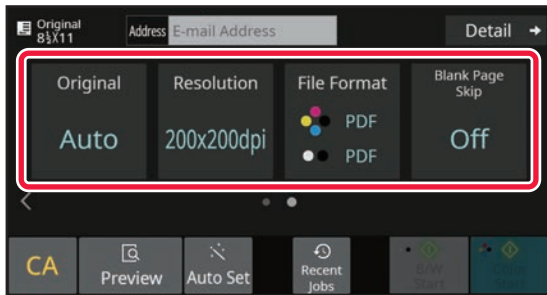 Original
8½X11
Address
E-mail Address
Detail
Original
Auto
Resolution
200x200dpi
File Format
PDF
PDF
Blank Page
Skip
Off
CA
Preview
Auto Set
Recent
Jobs
B/W
Start
Color
Start